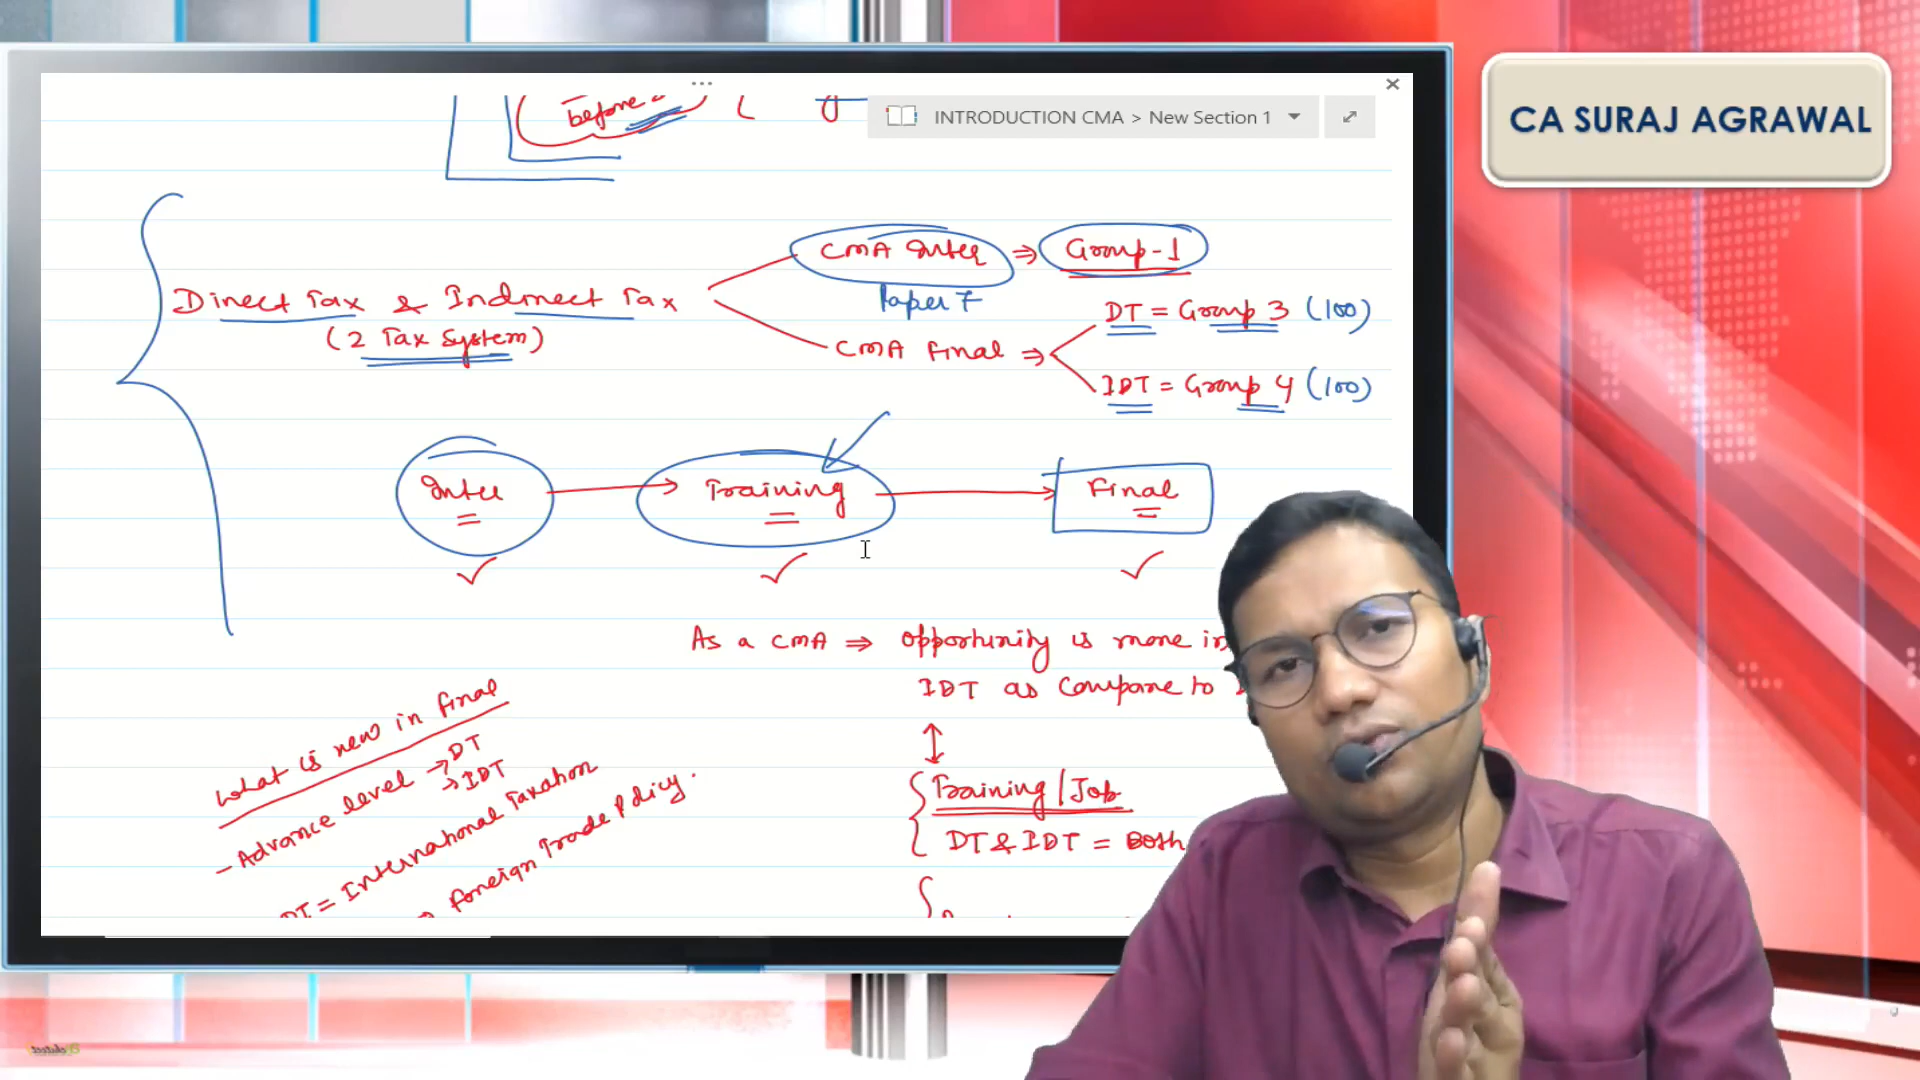 before
INTRODUCTION CMA > New Section 1
CA SURAJ AGRAWAL
CMA Inter ⇒ Group-1
Paper 7
Direct Tax & Indirect Tax
(2 Tax System)
DT = Group 3 (100)
CMA Final ⇒
IDT = Group 4 (100)
Inter → Training → Final
As a CMA ⇒ Opportunity is more in
IDT as Compare to
What is new in final
- Advance level → DT
→ IDT
DT = International Taxation
Foreign Trade Policy.
Training/Job
DT & IDT = Both